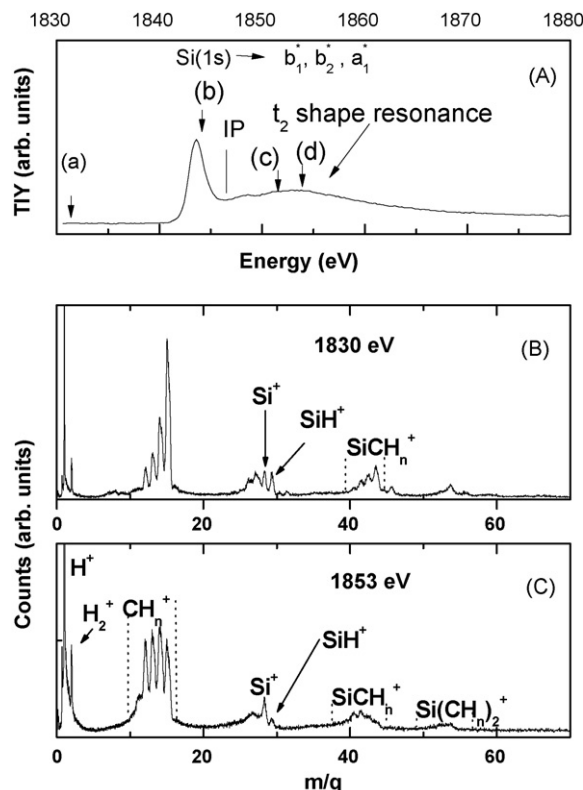 1830 1840 1850 1860 1870 1880
Si(1s) → b₁*, b₂*, a₁*
(A)
(b)
IP
t₂ shape resonance
(a)
(c)
(d)
TIY (arb. units)
Energy (eV)
1830 eV
(B)
Si⁺
SiH⁺
SiCHₙ⁺
0 20 40 60
Counts (arb. units)
H⁺
1853 eV
(C)
H₂⁺
CHₙ⁺
SiH⁺
Si⁺
SiCHₙ⁺
Si(CHₙ)₂⁺
0 20 40 60
m/q